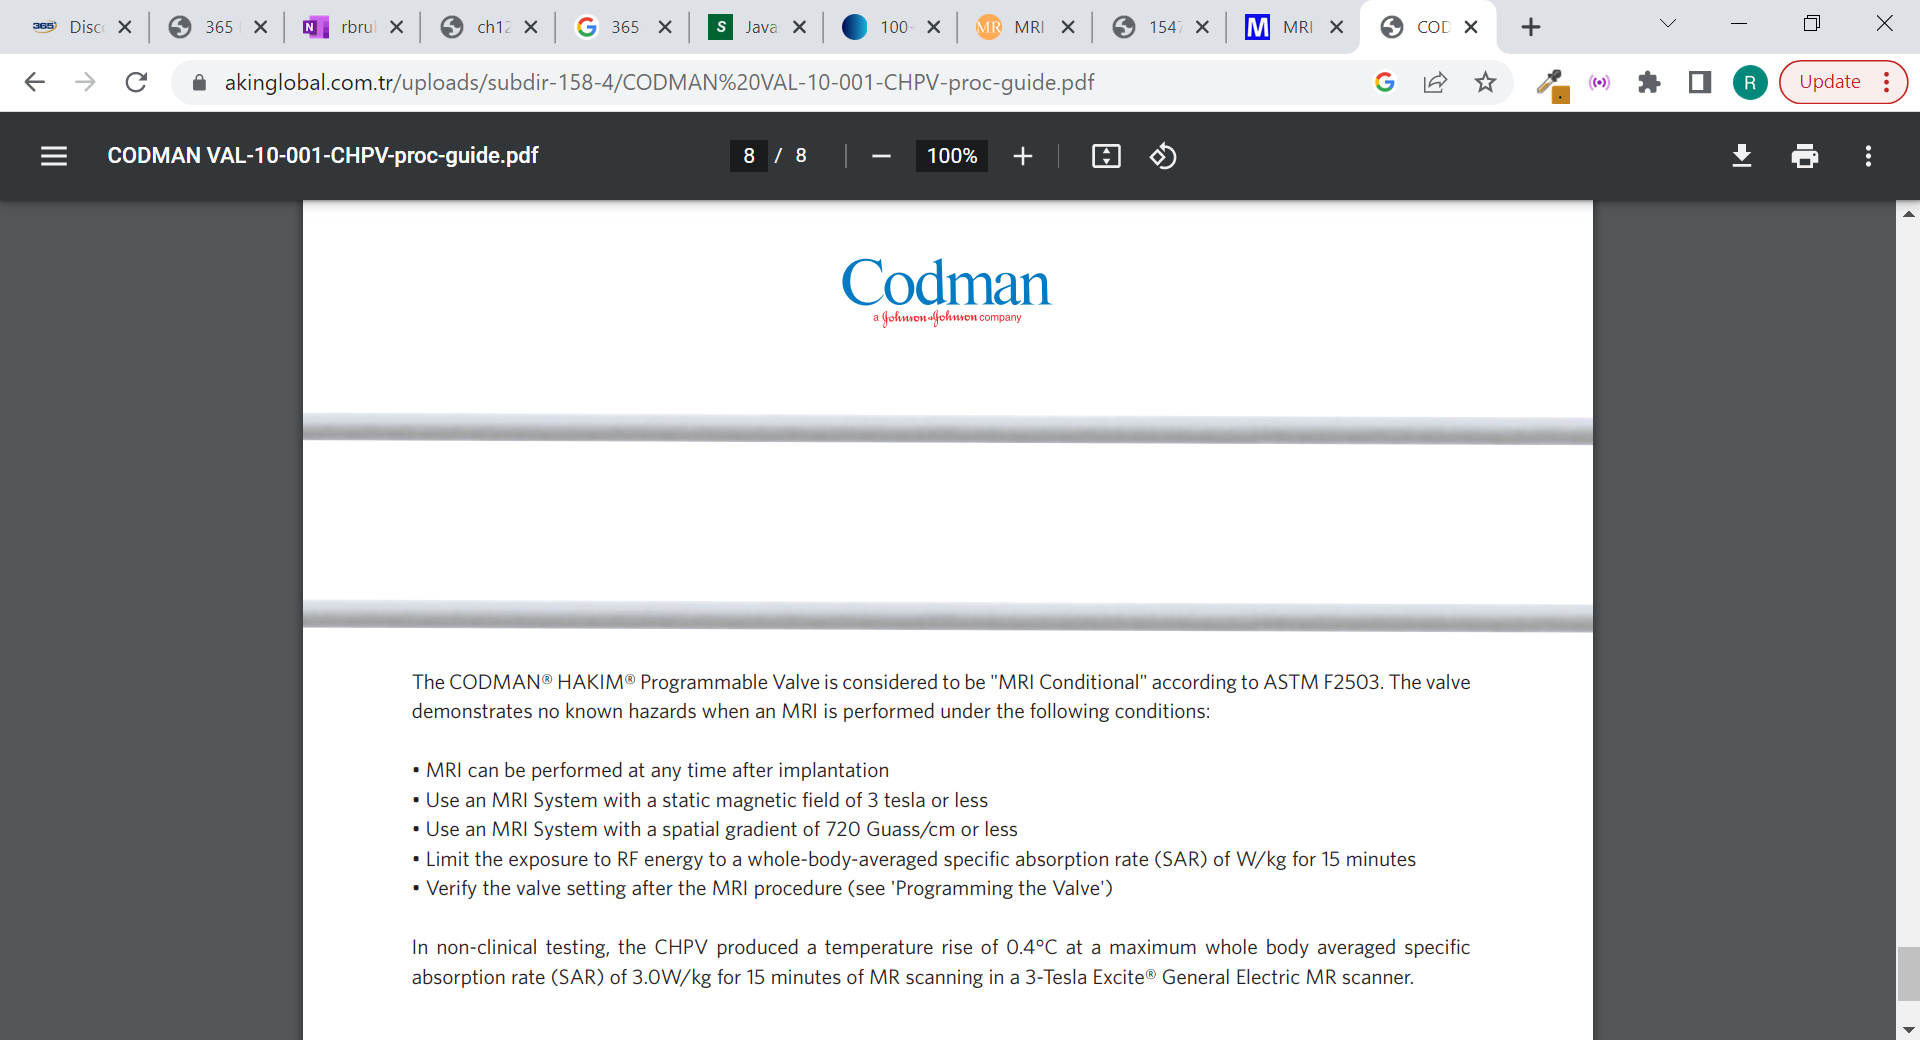 365 Disc 365 rbrul ch12 365 S Java 100- MR MRI 1547 M MRI COD
akinglobal.com.tr/uploads/subdir-158-4/CODMAN%20VAL-10-001-CHPV-proc-guide.pdf R Update
CODMAN VAL-10-001-CHPV-proc-guide.pdf 8 / 8 100%
Codman
a Johnson&Johnson company
The CODMAN® HAKIM® Programmable Valve is considered to be "MRI Conditional" according to ASTM F2503. The valve
demonstrates no known hazards when an MRI is performed under the following conditions:
• MRI can be performed at any time after implantation
• Use an MRI System with a static magnetic field of 3 tesla or less
• Use an MRI System with a spatial gradient of 720 Guass/cm or less
• Limit the exposure to RF energy to a whole-body-averaged specific absorption rate (SAR) of W/kg for 15 minutes
• Verify the valve setting after the MRI procedure (see 'Programming the Valve')
In non-clinical testing, the CHPV produced a temperature rise of 0.4°C at a maximum whole body averaged specific
absorption rate (SAR) of 3.0W/kg for 15 minutes of MR scanning in a 3-Tesla Excite® General Electric MR scanner.